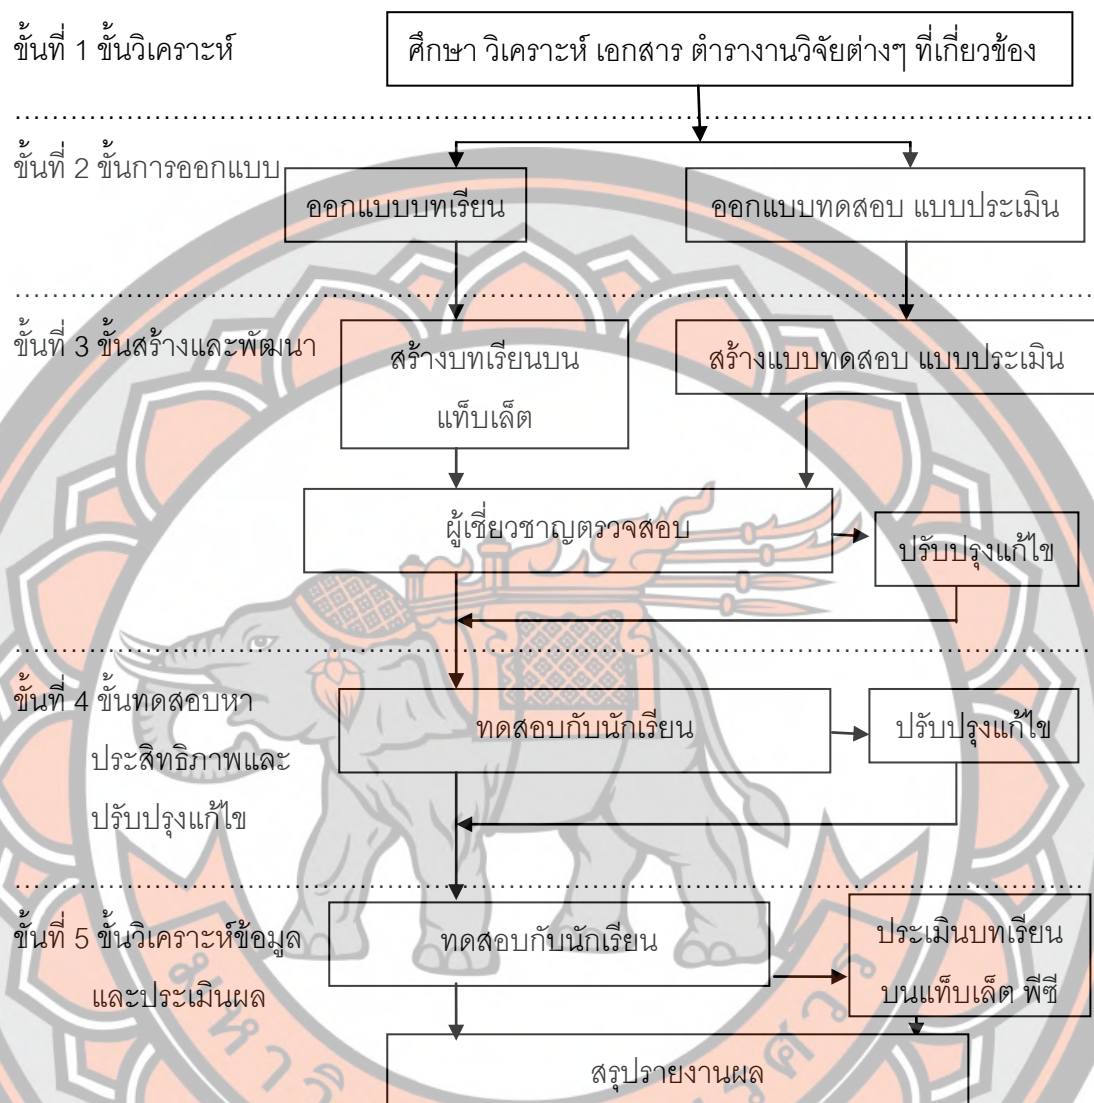 ขั้นที่ 1 ขั้นวิเคราะห์
ศึกษา วิเคราะห์ เอกสาร ตำรางานวิจัยต่างๆ ที่เกี่ยวข้อง
ขั้นที่ 2 ขั้นการออกแบบ
ออกแบบบทเรียน
ออกแบบทดสอบ แบบประเมิน
ขั้นที่ 3 ขั้นสร้างและพัฒนา
สร้างบทเรียนบน
แท็บเล็ต
สร้างแบบทดสอบ แบบประเมิน
ผู้เชี่ยวชาญตรวจสอบ
ปรับปรุงแก้ไข
ขั้นที่ 4 ขั้นทดสอบหา
ประสิทธิภาพและ
ปรับปรุงแก้ไข
ทดสอบกับนักเรียน
ปรับปรุงแก้ไข
ขั้นที่ 5 ขั้นวิเคราะห์ข้อมูล
และประเมินผล
ทดสอบกับนักเรียน
ประเมินบทเรียน
บนแท็บเล็ต พีซี
สรุปรายงานผล